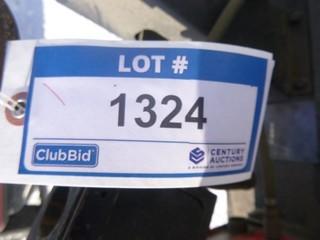 LOT #
1324
ClubBid
CENTURY
AUCTIONS